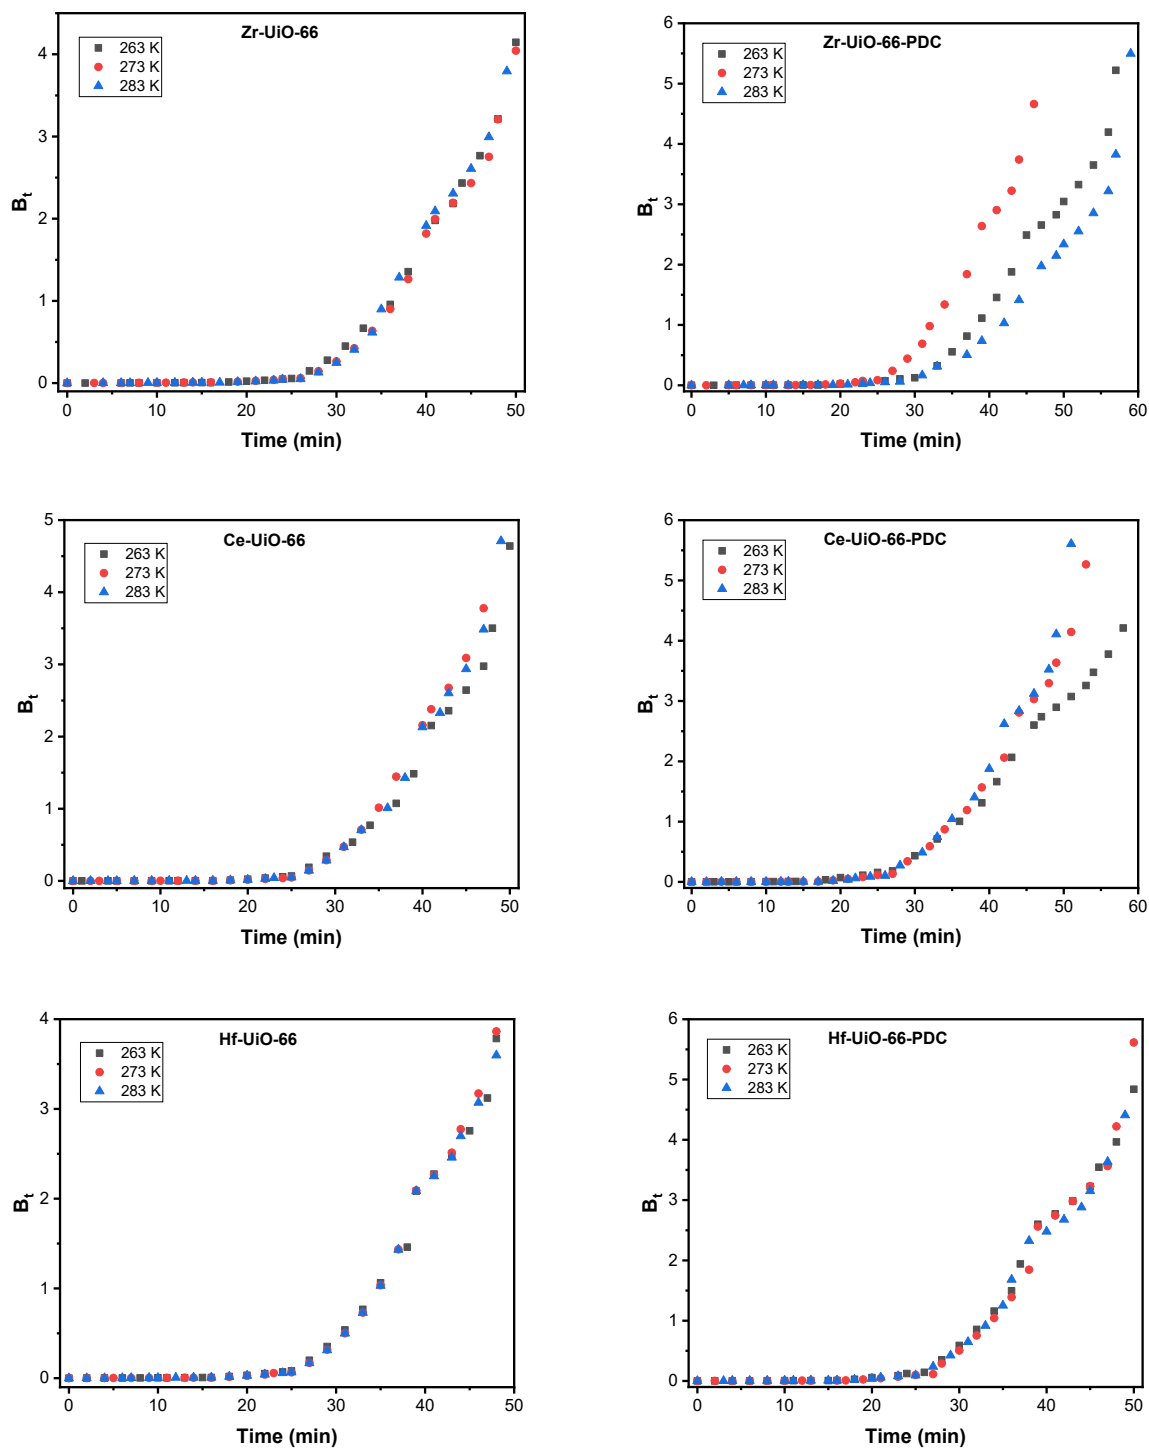 Zr-UiO-66
263 K
273 K
283 K
4
3
2
1
0
B_t
0 10 20 30 40 50
Time (min)
Zr-UiO-66-PDC
263 K
273 K
283 K
6
5
4
3
2
1
0
B_t
0 10 20 30 40 50 60
Time (min)
Ce-UiO-66
263 K
273 K
283 K
5
4
3
2
1
0
B_t
0 10 20 30 40 50
Time (min)
Ce-UiO-66-PDC
263 K
273 K
283 K
6
5
4
3
2
1
0
B_t
0 10 20 30 40 50 60
Time (min)
Hf-UiO-66
263 K
273 K
283 K
4
3
2
1
0
B_t
0 10 20 30 40 50
Time (min)
Hf-UiO-66-PDC
263 K
273 K
283 K
6
5
4
3
2
1
0
B_t
0 10 20 30 40 50
Time (min)